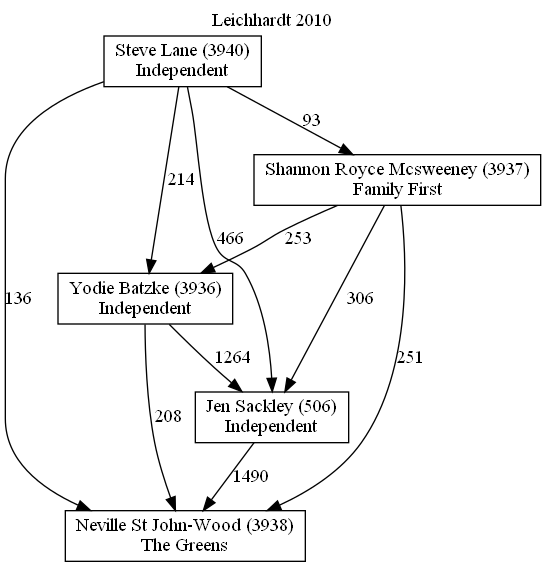 Leichhardt 2010
Steve Lane (3940)
Independent
93
Shannon Royce Mcsweeney (3937)
Family First
214
466
253
Yodie Batzke (3936)
Independent
136
306
251
1264
Jen Sackley (506)
Independent
208
1490
Neville St John-Wood (3938)
The Greens